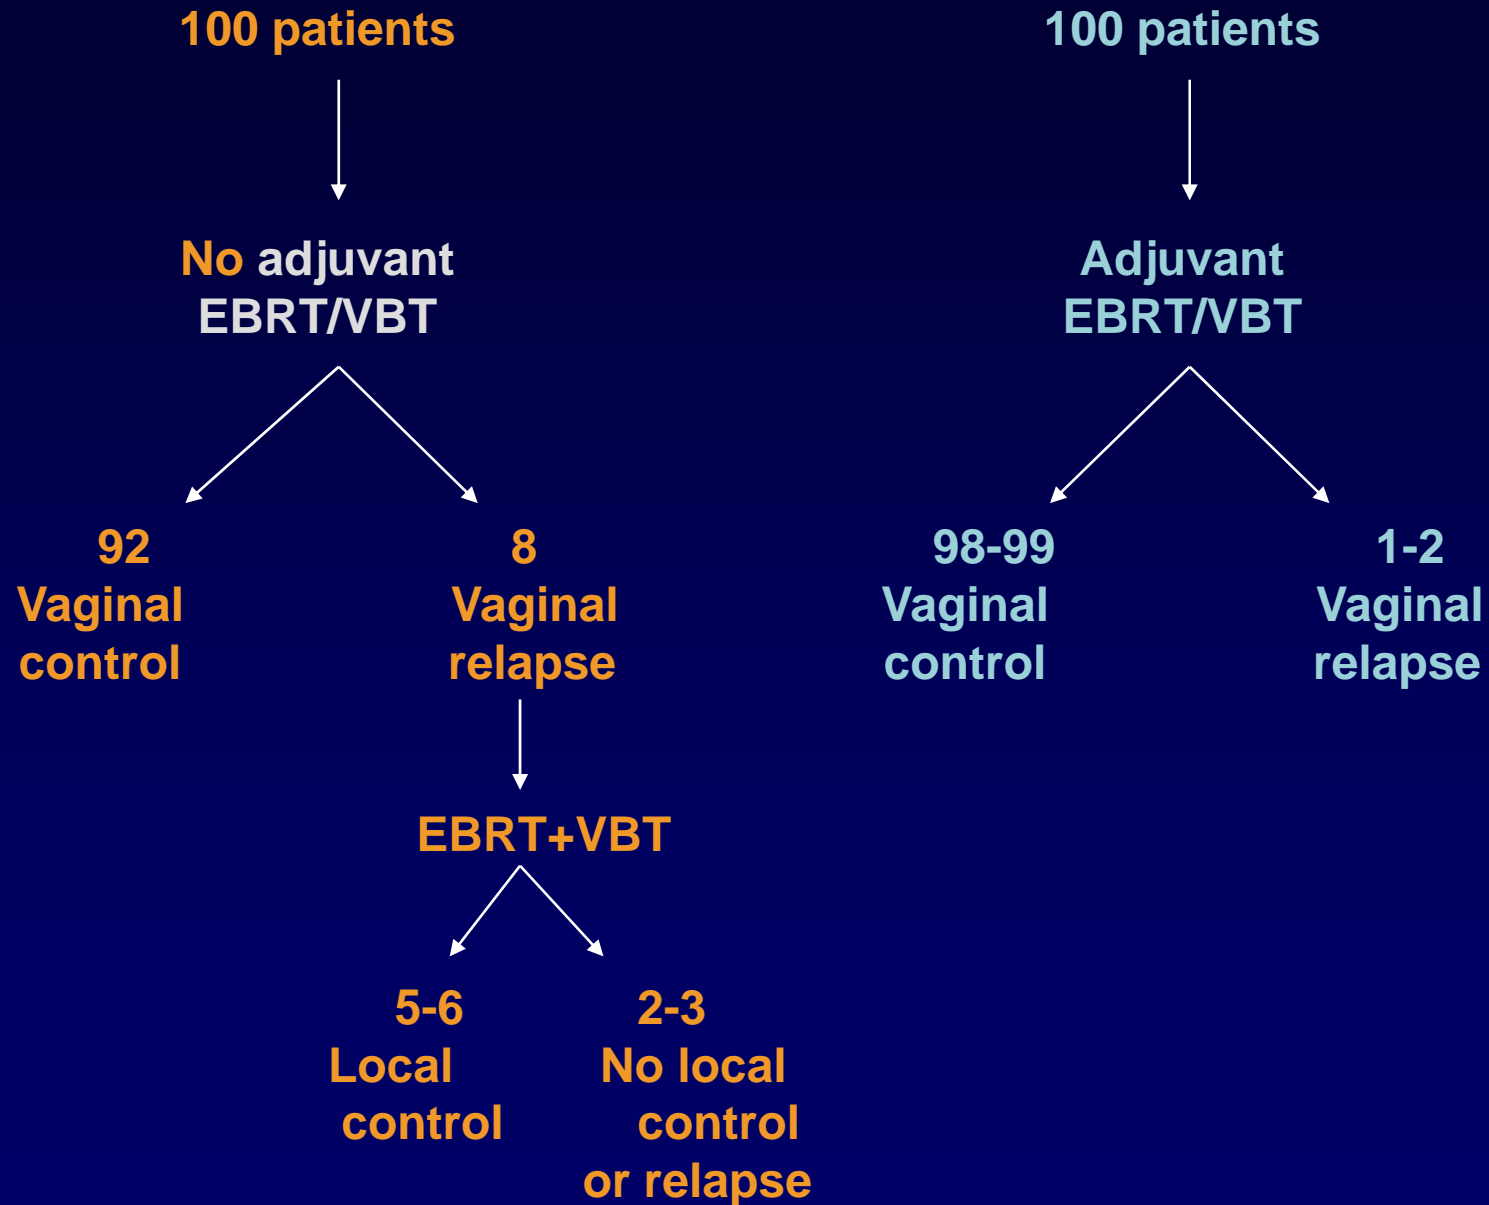 100 patients
No adjuvant
EBRT/VBT
92
Vaginal
control
8
Vaginal
relapse
EBRT+VBT
5-6
Local
control
2-3
No local
control
or relapse
100 patients
Adjuvant
EBRT/VBT
98-99
Vaginal
control
1-2
Vaginal
relapse